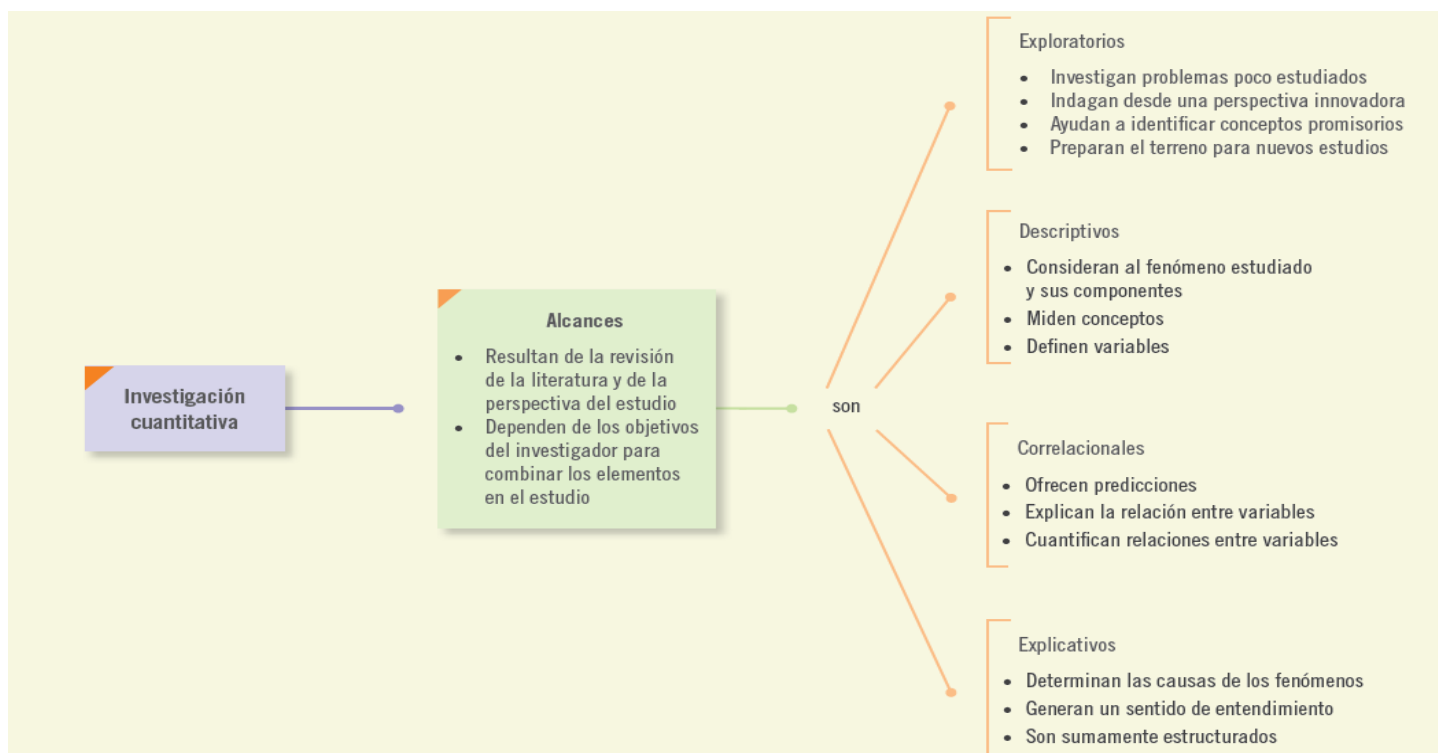 Investigación
cuantitativa
Alcances
• Resultan de la revisión
de la literatura y de la
perspectiva del estudio
• Dependen de los objetivos
del investigador para
combinar los elementos
en el estudio
son
Exploratorios
• Investigan problemas poco estudiados
• Indagan desde una perspectiva innovadora
• Ayudan a identificar conceptos promisorios
• Preparan el terreno para nuevos estudios
Descriptivos
• Consideran al fenómeno estudiado
y sus componentes
• Miden conceptos
• Definen variables
Correlacionales
• Ofrecen predicciones
• Explican la relación entre variables
• Cuantifican relaciones entre variables
Explicativos
• Determinan las causas de los fenómenos
• Generan un sentido de entendimiento
• Son sumamente estructurados